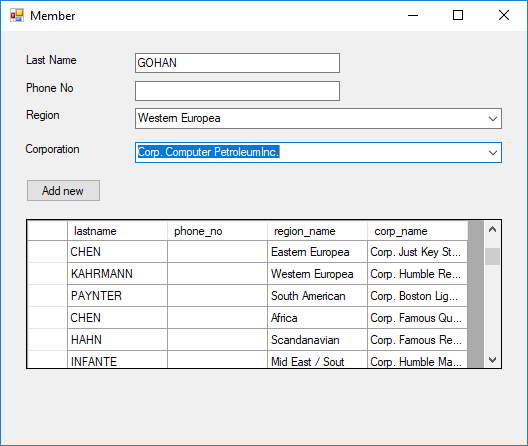 Member
Last Name GOHAN
Phone No
Region Western Europea
Corporation Corp. Computer PetroleumInc.
Add new
lastname phone_no region_name corp_name
CHEN Eastern Europea Corp. Just Key St...
KAHRMANN Western Europea Corp. Humble Re...
PAYNTER South American Corp. Boston Lig...
CHEN Africa Corp. Famous Qu...
HAHN Scandanavian Corp. Famous Re...
INFANTE Mid East / Sout Corp. Humble Ma...